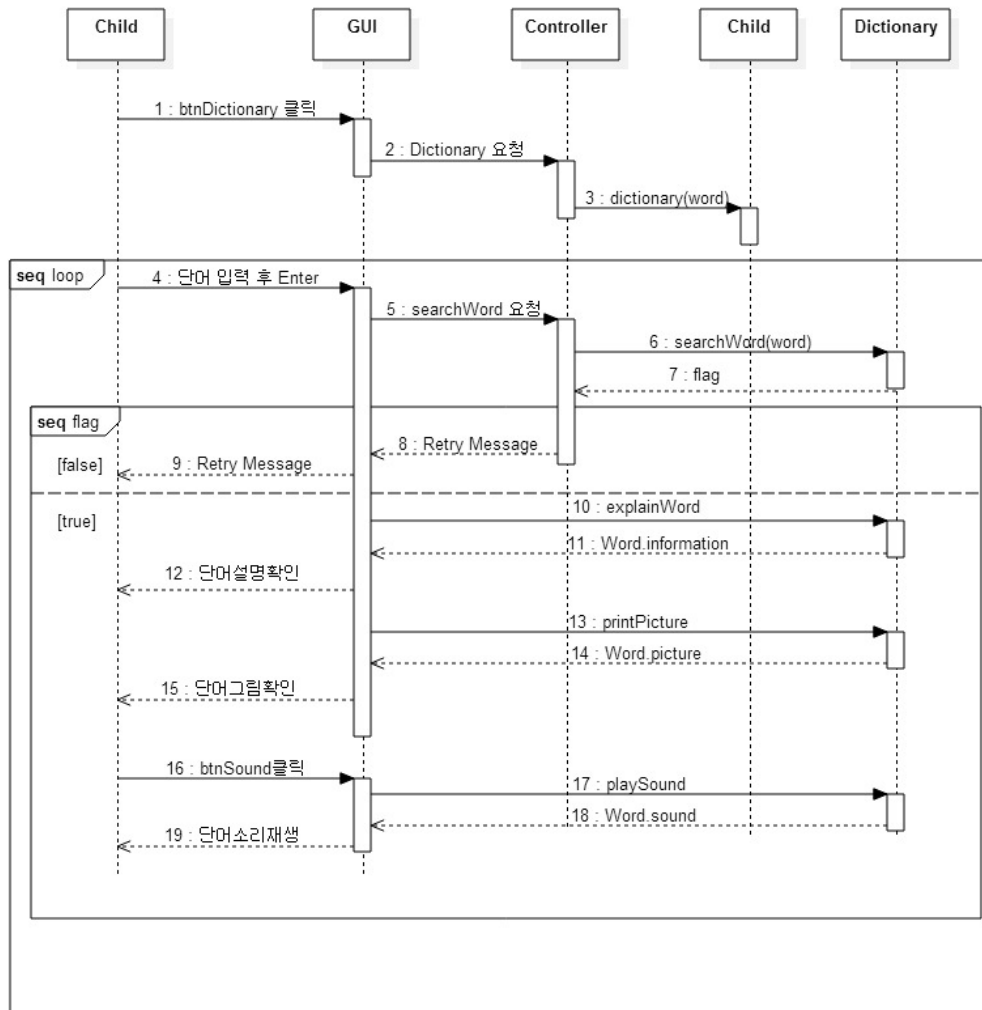 Child
GUI
Controller
Child
Dictionary
1 : btnDictionary 클릭
2 : Dictionary 요청
3 : dictionary(word)
seq loop
4 : 단어 입력 후 Enter
5 : searchWord 요청
6 : searchWord(word)
7 : flag
seq flag
8 : Retry Message
[false]
9 : Retry Message
10 : explainWord
[true]
11 : Word.information
12 : 단어설명확인
13 : printPicture
14 : Word.picture
15 : 단어그림확인
16 : btnSound클릭
17 : playSound
18 : Word.sound
19 : 단어소리재생